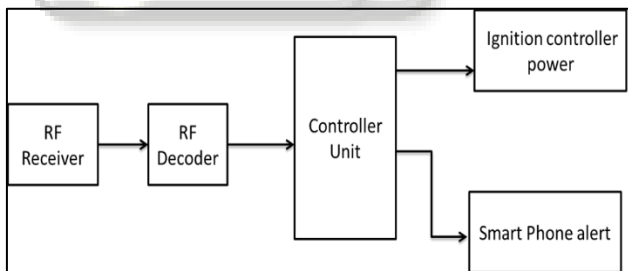 Ignition controller
power
RF
Receiver
RF
Decoder
Controller
Unit
Smart Phone alert